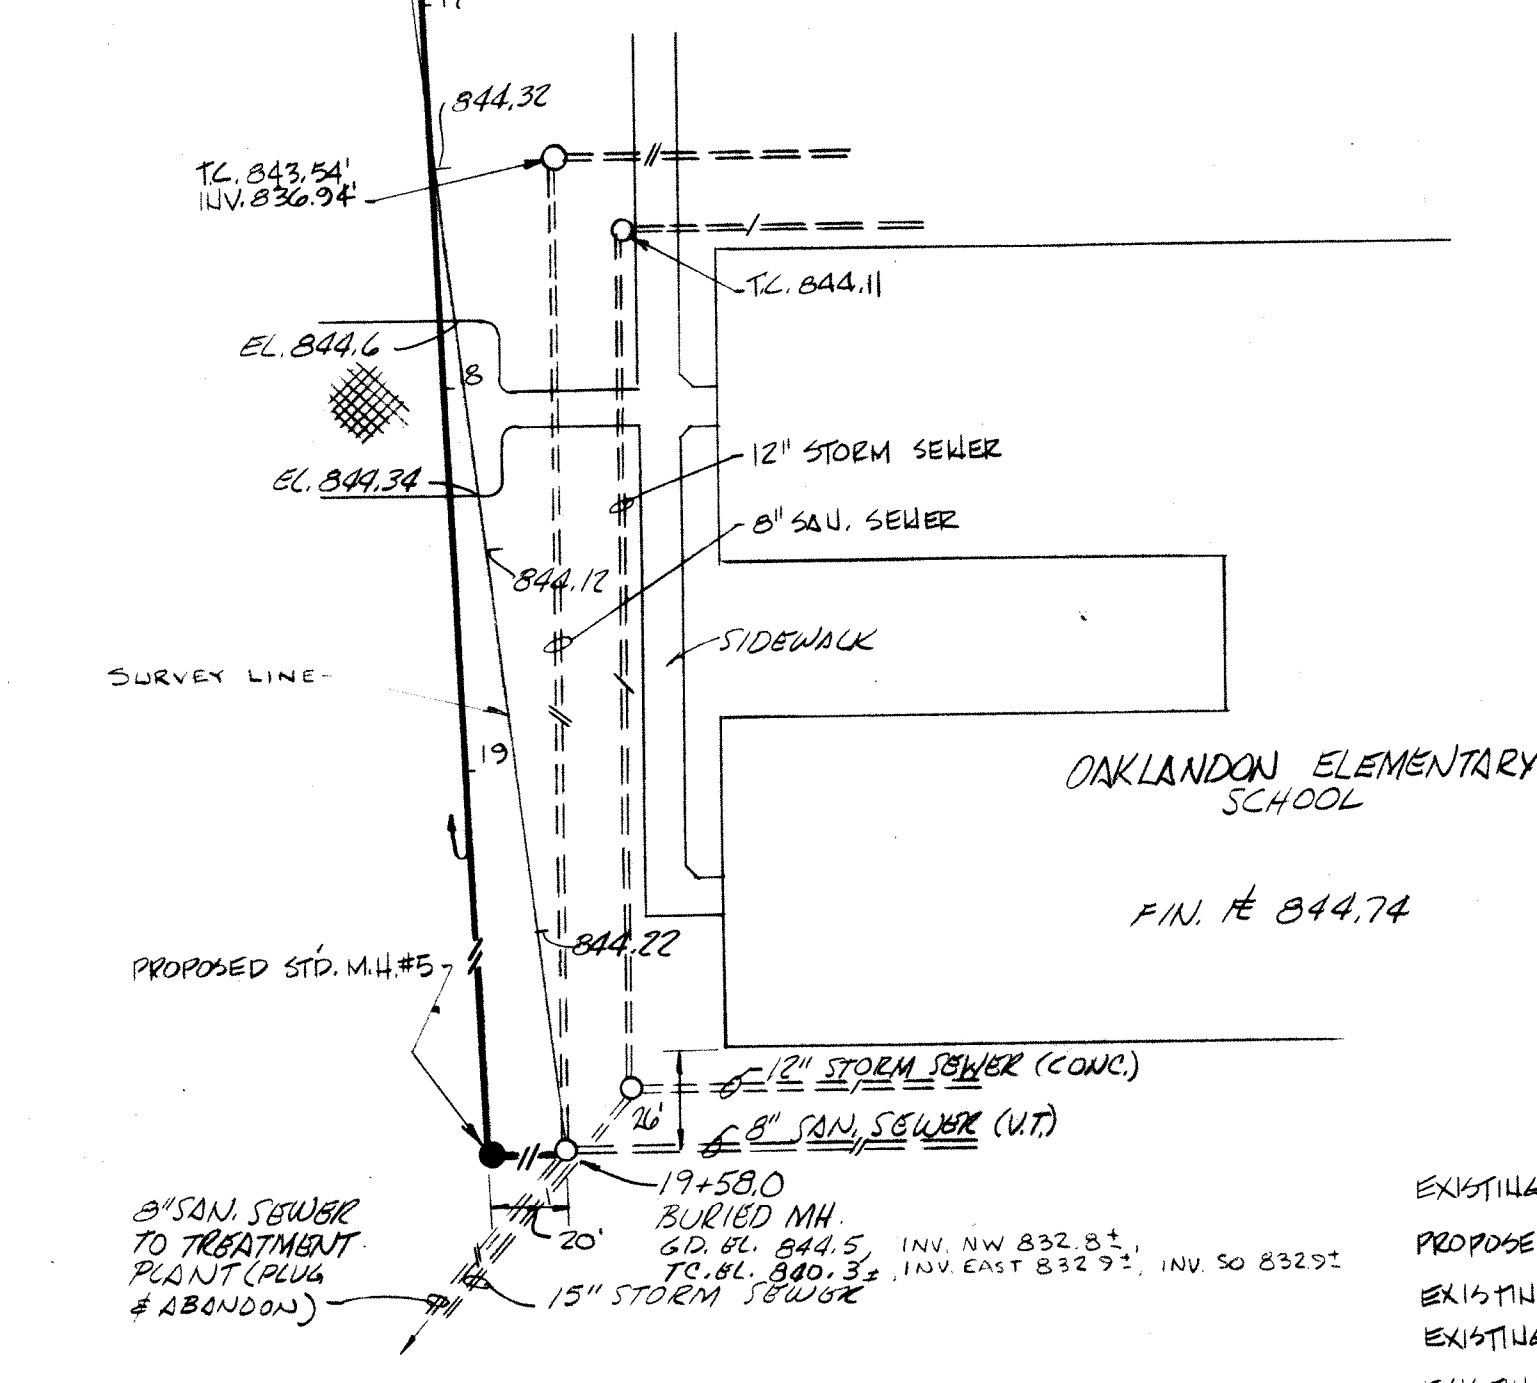 844.32
T.C. 843.54'
INV. 836.94'
T.C. 844.11
EL. 844.6
8
12" STORM SEWER
EL. 844.34
8" SAN. SEWER
844.12
SIDEWALK
SURVEY LINE
19
OAKLANDON ELEMENTARY
SCHOOL
FIN. FL 844.74
844.22
PROPOSED STD. M.H. #5
12" STORM SEWER (CONC.)
26'
8" SAN. SEWER (V.T.)
19+58.0
BURIED MH.
GD. EL. 844.5, INV. NW 832.8±,
TC. EL. 840.3±, INV. EAST 832.9±, INV. SO 832.9±
20'
15" STORM SEWER
8" SAN. SEWER
TO TREATMENT
PLANT (PLUG
& ABANDON)
EXISTING
PROPOSE
EXISTIN
EXISTING